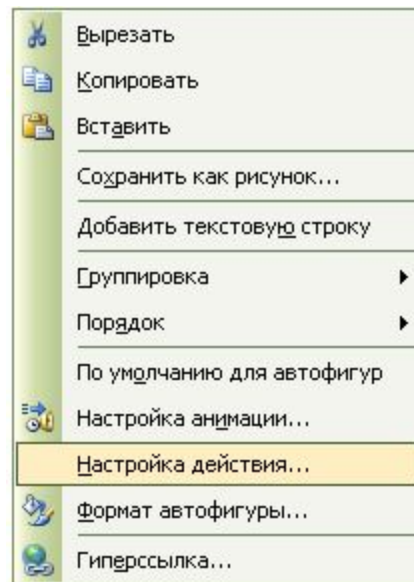 Вырезать
Копировать
Вставить
Сохранить как рисунок...
Добавить текстовую строку
Группировка
Порядок
По умолчанию для автофигур
Настройка анимации...
Настройка действия...
Формат автофигуры...
Гиперссылка...